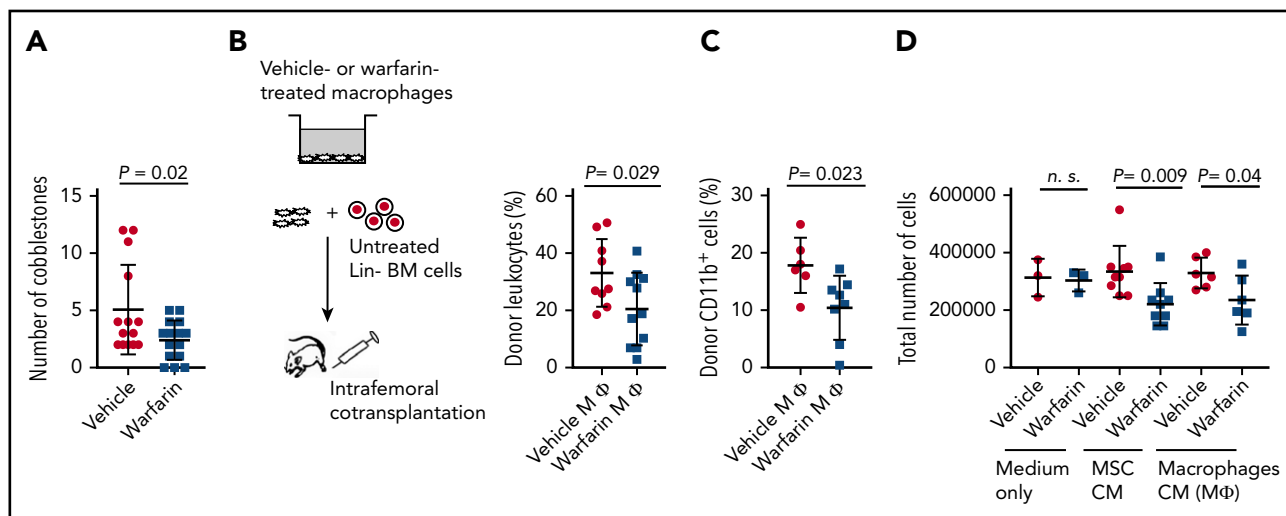 A
B
C
D
Vehicle- or warfarin-
treated macrophages
+
Untreated
Lin- BM cells
Intrafemoral
cotransplantation
P = 0.02
Number of cobblestones
15
10
5
0
Vehicle
Warfarin
P = 0.029
Donor leukocytes (%)
60
40
20
0
Vehicle M Φ
Warfarin M Φ
P = 0.023
Donor CD11b+ cells (%)
30
20
10
0
Vehicle M Φ
Warfarin M Φ
n. s.
P= 0.009
P= 0.04
Total number of cells
600000
400000
200000
0
Vehicle
Warfarin
Vehicle
Warfarin
Vehicle
Warfarin
Medium
only
MSC
CM
Macrophages
CM (MΦ)